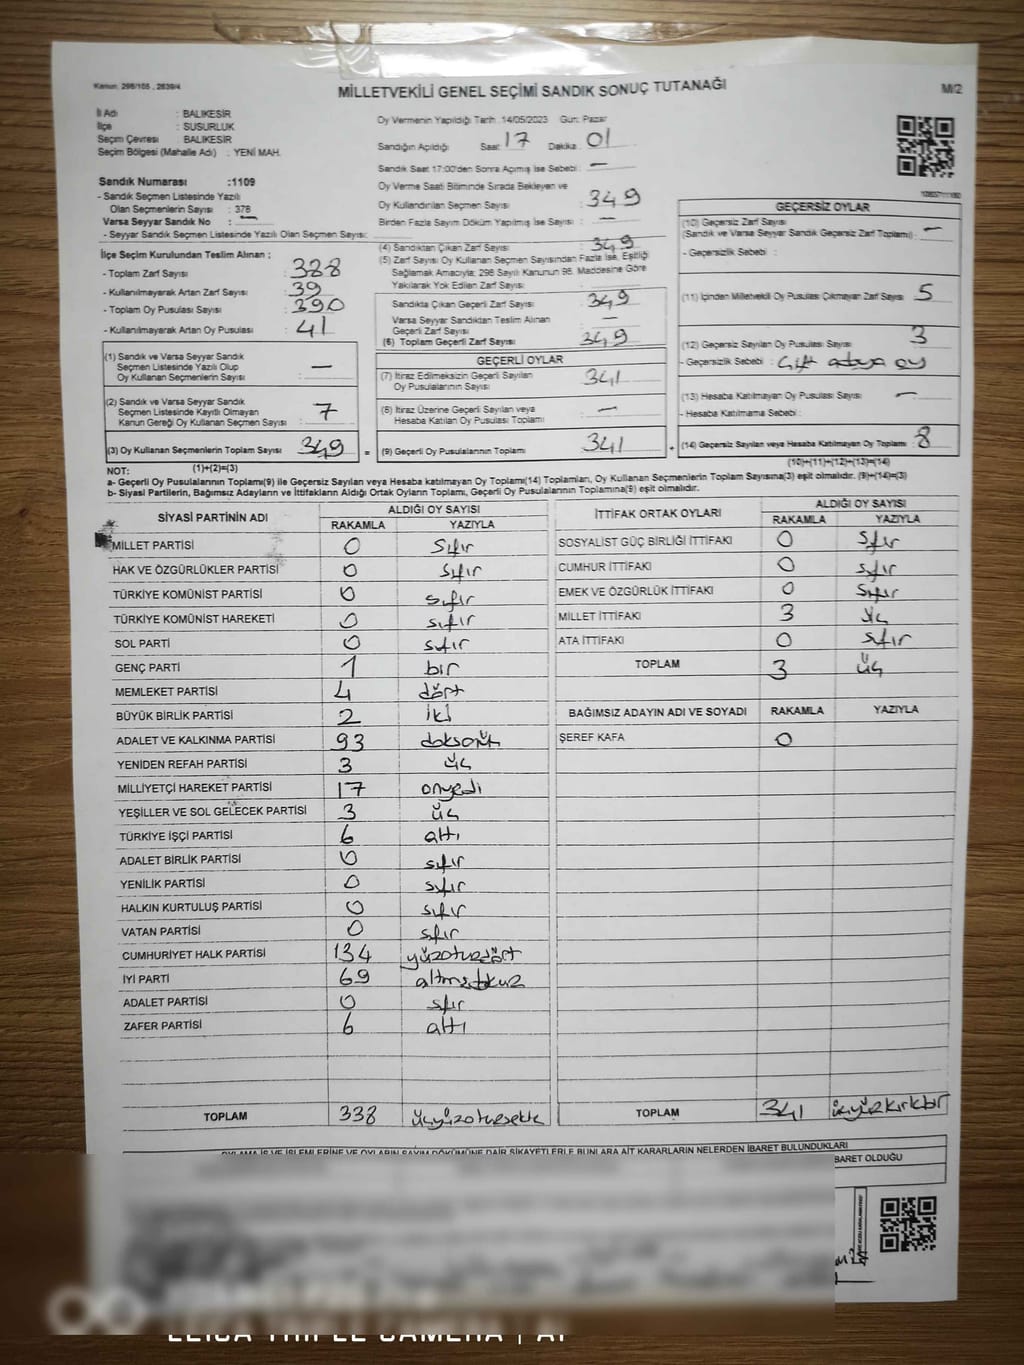 Kanun: 298/105 , 2839/4
MİLLETVEKİLİ GENEL SEÇİMİ SANDIK SONUÇ TUTANAĞI
M/2
İl Adı : BALIKESİR
İlçe : SUSURLUK
Seçim Çevresi : BALIKESİR
Seçim Bölgesi (Mahalle Adı) : YENİ MAH.
Sandık Numarası :1109
- Sandık Seçmen Listesinde Yazılı
Olan Seçmenlerin Sayısı : 378
Varsa Seyyar Sandık No : —
- Seyyar Sandık Seçmen Listesinde Yazılı Olan Seçmen Sayısı:
Oy Vermenin Yapıldığı Tarih :14/05/2023 Gün: Pazar
Sandığın Açıldığı Saat: 17 Dakika: 01
Sandık Saat 17:00'den Sonra Açılmış İse Sebebi : —
Oy Verme Saati Bitiminde Sırada Bekleyen ve
Oy Kullandırılan Seçmen Sayısı : 349
Birden Fazla Sayım Döküm Yapılmış İse Sayısı : —
İlçe Seçim Kurulundan Teslim Alınan ;
- Toplam Zarf Sayısı : 388
- Kullanılmayarak Artan Zarf Sayısı : 39
- Toplam Oy Pusulası Sayısı : 390
- Kullanılmayarak Artan Oy Pusulası : 41
(4) Sandıktan Çıkan Zarf Sayısı : 349
(5) Zarf Sayısı Oy Kullanan Seçmen Sayısından Fazla İse, Eşitliği
Sağlamak Amacıyla; 298 Sayılı Kanunun 98. Maddesine Göre
Yakılarak Yok Edilen Zarf Sayısı :
Sandıkta Çıkan Geçerli Zarf Sayısı : 349
Varsa Seyyar Sandıktan Teslim Alınan
Geçerli Zarf Sayısı : —
(6) Toplam Geçerli Zarf Sayısı : 349
GEÇERSİZ OYLAR
(10) Geçersiz Zarf Sayısı
(Sandık ve Varsa Seyyar Sandık Geçersiz Zarf Toplamı) : —
- Geçersizlik Sebebi :
(11) İçinden Milletvekili Oy Pusulası Çıkmayan Zarf Sayısı : 5
(12) Geçersiz Sayılan Oy Pusulası Sayısı : 3
- Geçersizlik Sebebi : Çift adaya oy
(13) Hesaba Katılmayan Oy Pusulası Sayısı : —
- Hesaba Katılmama Sebebi :
(14) Geçersiz Sayılan veya Hesaba Katılmayan Oy Toplamı : 8
(10)+(11)+(12)+(13)=(14)
(1) Sandık ve Varsa Seyyar Sandık
Seçmen Listesinde Yazılı Olup
Oy Kullanan Seçmenlerin Sayısı : —
(2) Sandık ve Varsa Seyyar Sandık
Seçmen Listesinde Kayıtlı Olmayan
Kanun Gereği Oy Kullanan Seçmen Sayısı : 7
(3) Oy Kullanan Seçmenlerin Toplam Sayısı : 349 =
(1)+(2)=(3)
GEÇERLİ OYLAR
(7) İtiraz Edilmeksizin Geçerli Sayılan
Oy Pusulalarının Sayısı : 341
(8) İtiraz Üzerine Geçerli Sayılan veya
Hesaba Katılan Oy Pusulası Toplamı : —
(9) Geçerli Oy Pusulalarının Toplamı : 341 +
NOT:
a- Geçerli Oy Pusulalarının Toplamı(9) ile Geçersiz Sayılan veya Hesaba katılmayan Oy Toplamı(14) Toplamları, Oy Kullanan Seçmenlerin Toplam Sayısına(3) eşit olmalıdır. (9)+(14)=(3)
b- Siyasi Partilerin, Bağımsız Adayların ve İttifakların Aldığı Ortak Oyların Toplamı, Geçerli Oy Pusulalarının Toplamına(9) eşit olmalıdır.
SİYASİ PARTİNİN ADI ALDIĞI OY SAYISI
RAKAMLA YAZIYLA
MİLLET PARTİSİ 0 sıfır
HAK VE ÖZGÜRLÜKLER PARTİSİ 0 sıfır
TÜRKİYE KOMÜNİST PARTİSİ 0 sıfır
TÜRKİYE KOMÜNİST HAREKETİ 0 sıfır
SOL PARTİ 0 sıfır
GENÇ PARTİ 1 bir
MEMLEKET PARTİSİ 4 dört
BÜYÜK BİRLİK PARTİSİ 2 iki
ADALET VE KALKINMA PARTİSİ 93 doksanüç
YENİDEN REFAH PARTİSİ 3 üç
MİLLİYETÇİ HAREKET PARTİSİ 17 onyedi
YEŞİLLER VE SOL GELECEK PARTİSİ 3 üç
TÜRKİYE İŞÇİ PARTİSİ 6 altı
ADALET BİRLİK PARTİSİ 0 sıfır
YENİLİK PARTİSİ 0 sıfır
HALKIN KURTULUŞ PARTİSİ 0 sıfır
VATAN PARTİSİ 0 sıfır
CUMHURİYET HALK PARTİSİ 134 yüzotuzdört
İYİ PARTİ 69 altmışdokuz
ADALET PARTİSİ 0 sıfır
ZAFER PARTİSİ 6 altı
TOPLAM 338 üçyüzotuzsekiz
İTTİFAK ORTAK OYLARI ALDIĞI OY SAYISI
RAKAMLA YAZIYLA
SOSYALİST GÜÇ BİRLİĞİ İTTİFAKI 0 sıfır
CUMHUR İTTİFAKI 0 sıfır
EMEK VE ÖZGÜRLÜK İTTİFAKI 0 sıfır
MİLLET İTTİFAKI 3 üç
ATA İTTİFAKI 0 sıfır
TOPLAM 3 üç
BAĞIMSIZ ADAYIN ADI VE SOYADI RAKAMLA YAZIYLA
ŞEREF KAFA 0
TOPLAM 341 üçyüzkırkbir
OYLAMA İŞ VE İŞLEMLERİNE VE OYLARIN SAYIM DÖKÜMÜNE DAİR ŞİKAYETLERLE BUNLARA AİT KARARLARIN NELERDEN İBARET BULUNDUKLARI
BARET OLDUĞU
LEICA TRIPLE CAMERA | AI